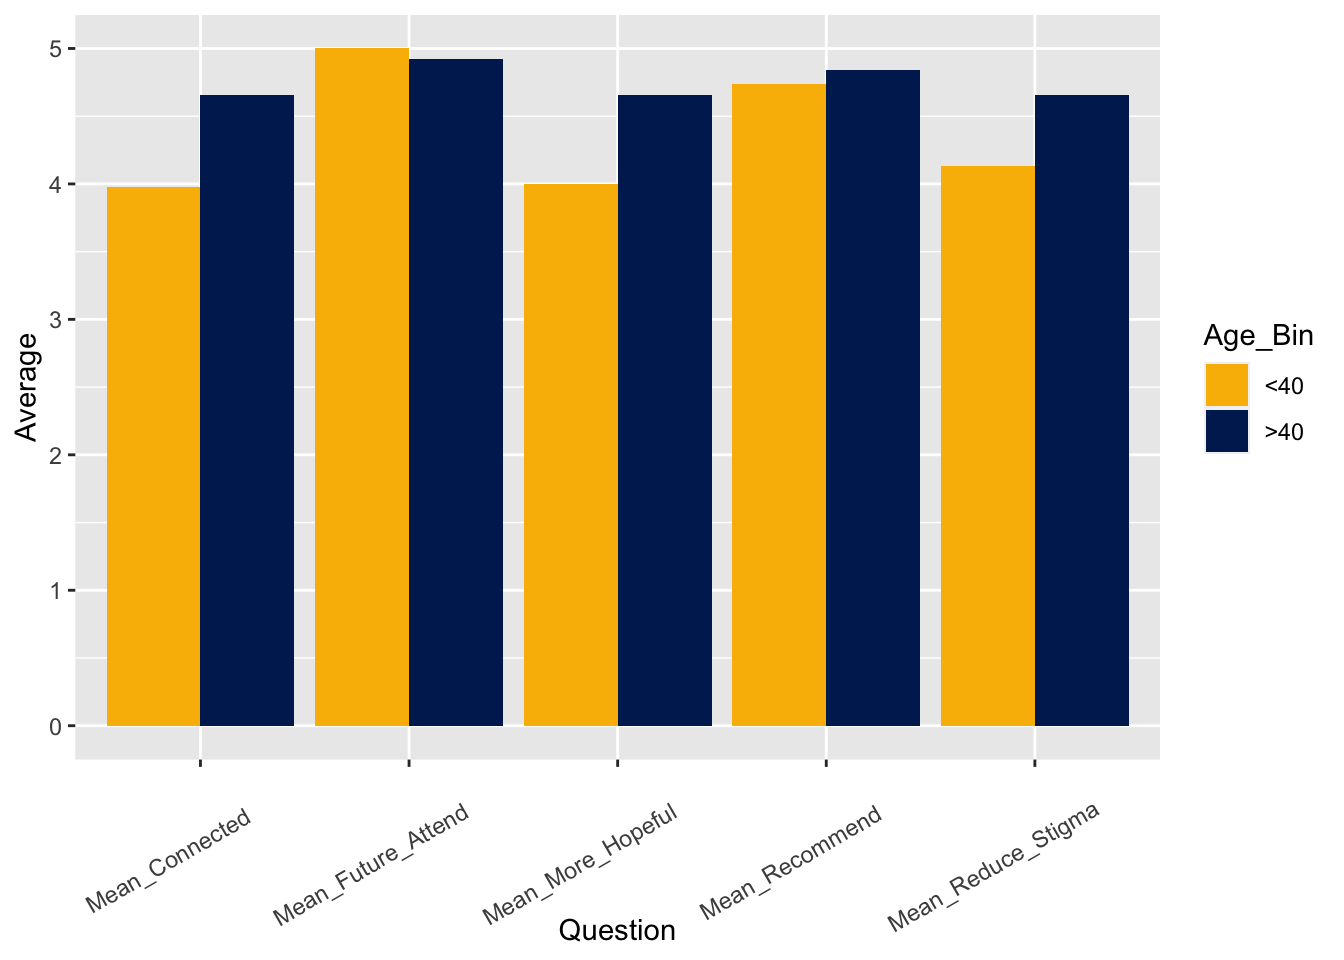 5
4
3
2
1
0
Average
Mean_Connected
Mean_Future_Attend
Mean_More_Hopeful
Mean_Recommend
Mean_Reduce_Stigma
Question
Age_Bin
<40
>40